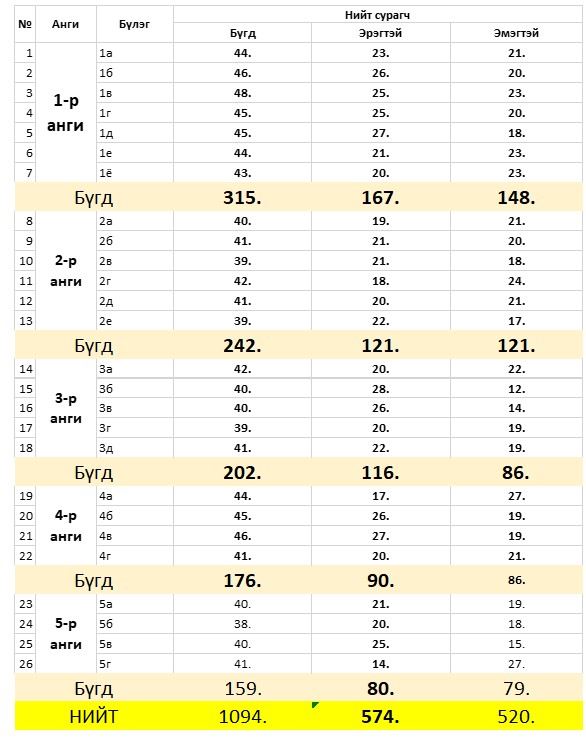 № Анги Бүлэг Нийт сурагч
Бүгд Эрэгтэй Эмэгтэй
1 1-р анги 1а 44. 23. 21.
2 1б 46. 26. 20.
3 1в 48. 25. 23.
4 1г 45. 25. 20.
5 1д 45. 27. 18.
6 1е 44. 21. 23.
7 1ё 43. 20. 23.
Бүгд 315. 167. 148.
8 2-р анги 2а 40. 19. 21.
9 2б 41. 21. 20.
10 2в 39. 21. 18.
11 2г 42. 18. 24.
12 2д 41. 20. 21.
13 2е 39. 22. 17.
Бүгд 242. 121. 121.
14 3-р анги 3а 42. 20. 22.
15 3б 40. 28. 12.
16 3в 40. 26. 14.
17 3г 39. 20. 19.
18 3д 41. 22. 19.
Бүгд 202. 116. 86.
19 4-р анги 4а 44. 17. 27.
20 4б 45. 26. 19.
21 4в 46. 27. 19.
22 4г 41. 20. 21.
Бүгд 176. 90. 86.
23 5-р анги 5а 40. 21. 19.
24 5б 38. 20. 18.
25 5в 40. 25. 15.
26 5г 41. 14. 27.
Бүгд 159. 80. 79.
НИЙТ 1094. 574. 520.